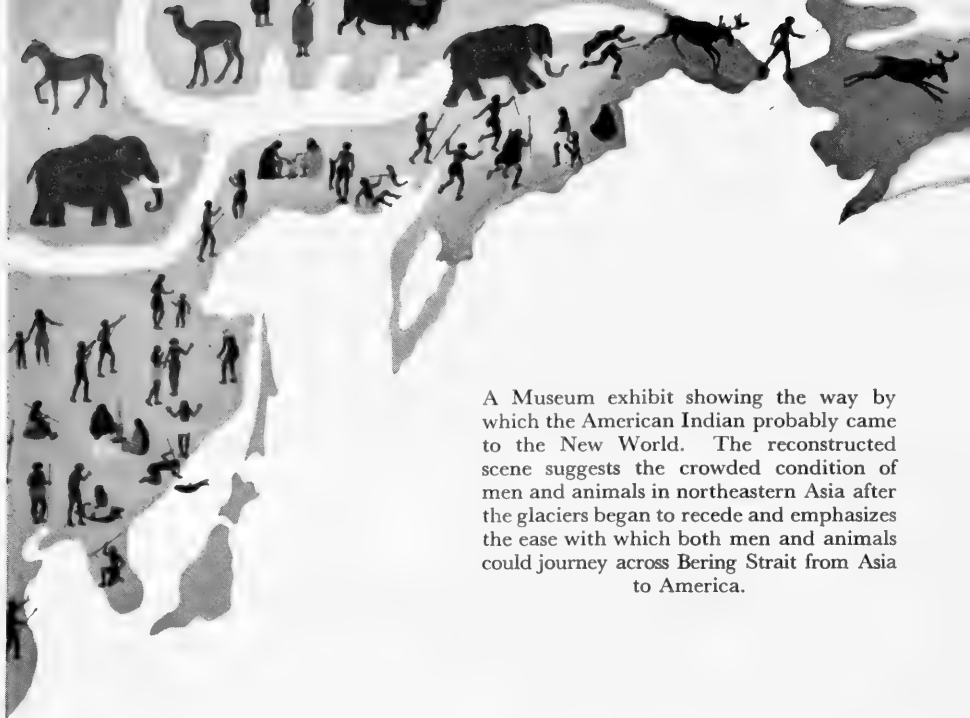 A Museum exhibit showing the way by
which the American Indian probably came
to the New World. The reconstructed
scene suggests the crowded condition of
men and animals in northeastern Asia after
the glaciers began to recede and emphasizes
the ease with which both men and animals
could journey across Bering Strait from Asia
to America.